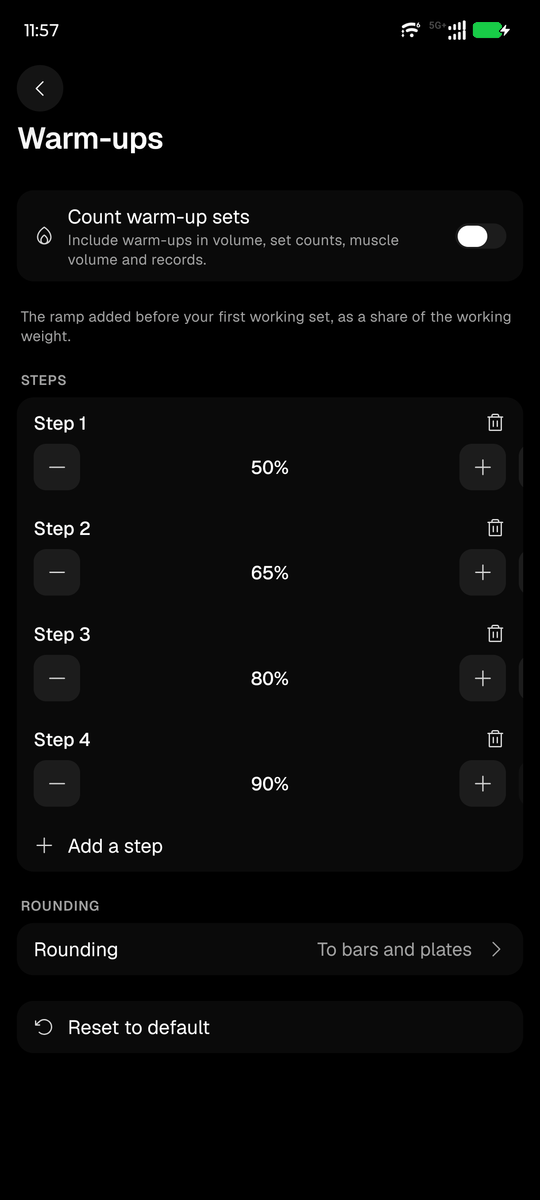 11:57
5G+
Warm-ups
Count warm-up sets
Include warm-ups in volume, set counts, muscle
volume and records.
The ramp added before your first working set, as a share of the working
weight.
STEPS
Step 1
50%
Step 2
65%
Step 3
80%
Step 4
90%
Add a step
ROUNDING
Rounding
To bars and plates
Reset to default